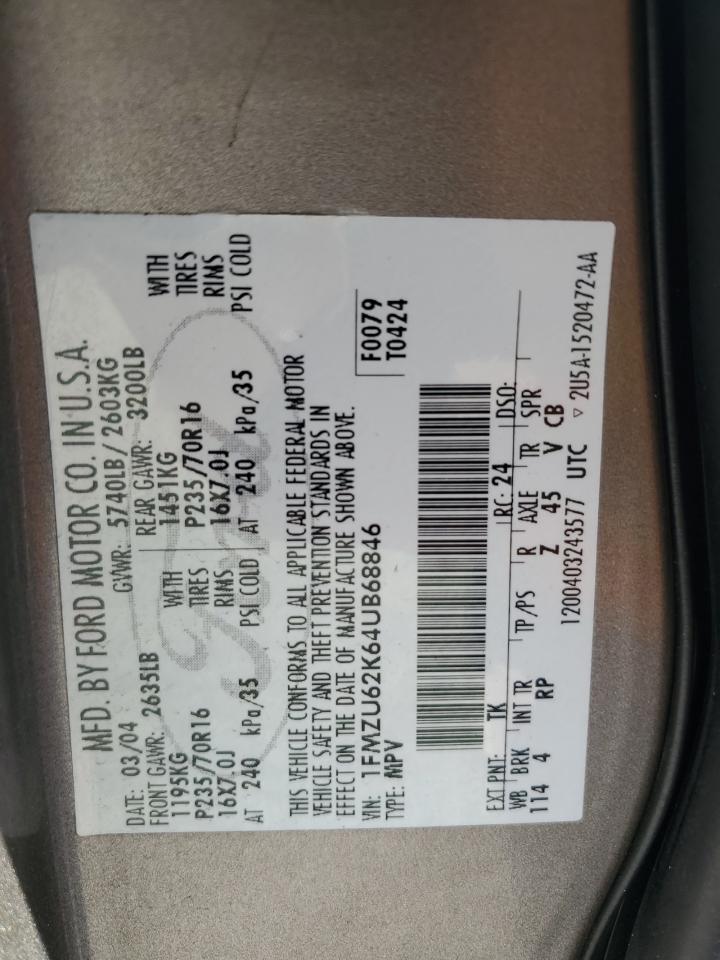 MFD. BY FORD MOTOR CO. IN U.S.A.
DATE: 03/04 GVWR: 5740LB/2603KG
FRONT GAWR: 2635LB REAR GAWR: 3200LB
1195KG WITH 1451KG WITH
P235/70R16 TIRES P235/70R16 TIRES
16X7.0J RIMS 16X7.0J RIMS
AT 240 kPa/35 PSI COLD AT 240 kPa/35 PSI COLD
THIS VEHICLE CONFORMS TO ALL APPLICABLE FEDERAL MOTOR
VEHICLE SAFETY AND THEFT PREVENTION STANDARDS IN
EFFECT ON THE DATE OF MANUFACTURE SHOWN ABOVE.
VIN: 1FMZU62K64UB68846 F0079
TYPE: MPV T0424
EXT PNT: TK RC: 24 DSO:
WB BRK INT TR TP/PS R AXLE TR SPR
114 4 RP Z 45 V CB
1200403243577 UTC ▽ 2U5A-1520472-AA
Ford